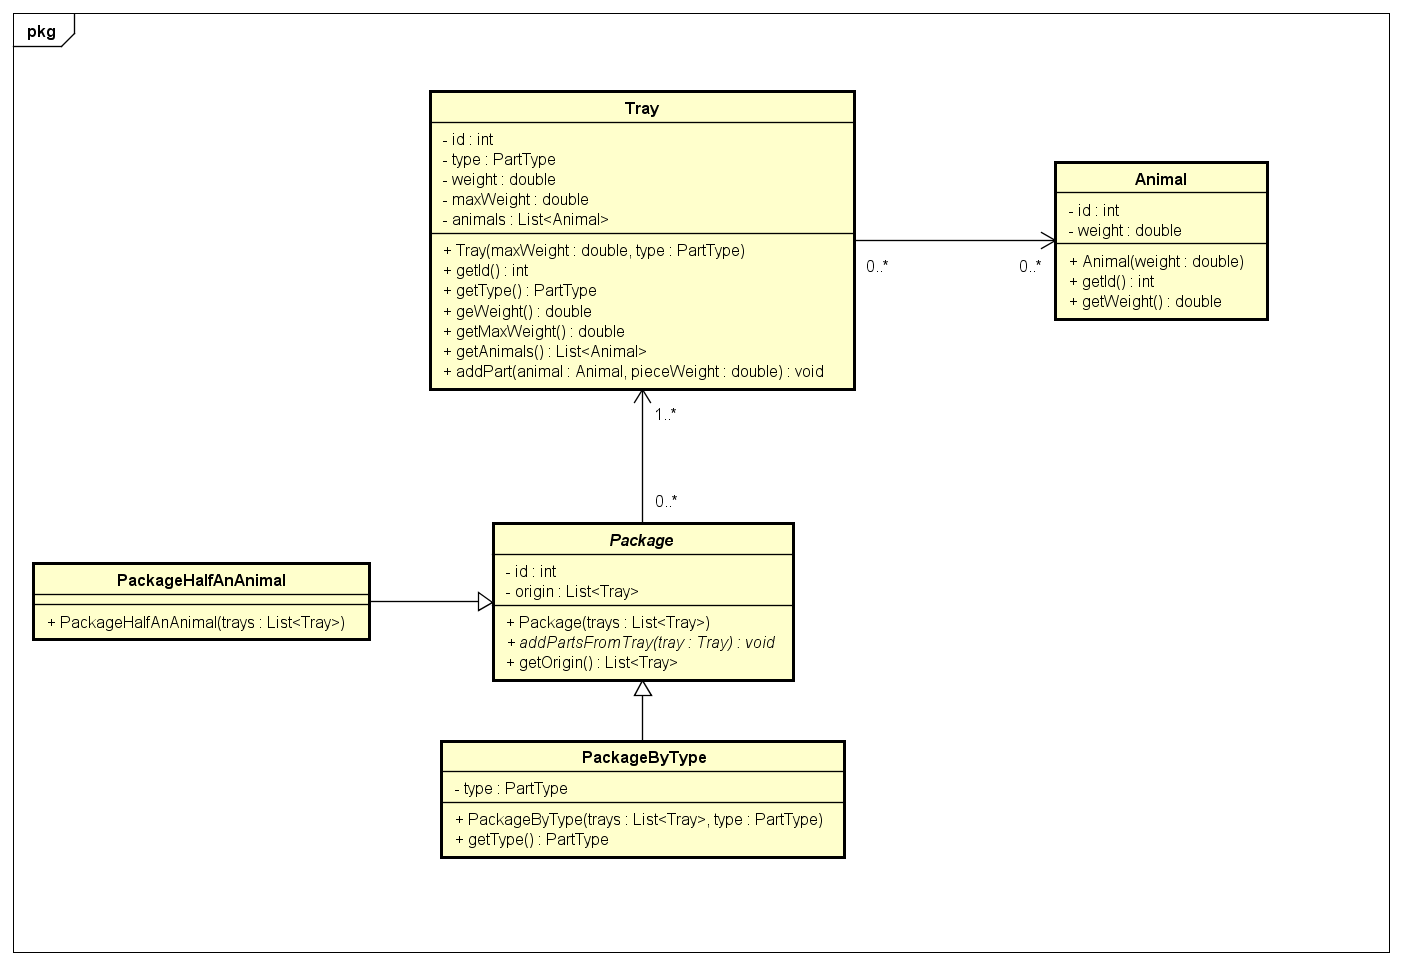 pkg
Tray
- id : int
- type : PartType
- weight : double
- maxWeight : double
- animals : List<Animal>
+ Tray(maxWeight : double, type : PartType)
+ getId() : int
+ getType() : PartType
+ geWeight() : double
+ getMaxWeight() : double
+ getAnimals() : List<Animal>
+ addPart(animal : Animal, pieceWeight : double) : void
Animal
- id : int
- weight : double
+ Animal(weight : double)
+ getId() : int
+ getWeight() : double
0..*
0..*
1..*
0..*
Package
- id : int
- origin : List<Tray>
+ Package(trays : List<Tray>)
+ addPartsFromTray(tray : Tray) : void
+ getOrigin() : List<Tray>
PackageHalfAnAnimal
+ PackageHalfAnAnimal(trays : List<Tray>)
PackageByType
- type : PartType
+ PackageByType(trays : List<Tray>, type : PartType)
+ getType() : PartType